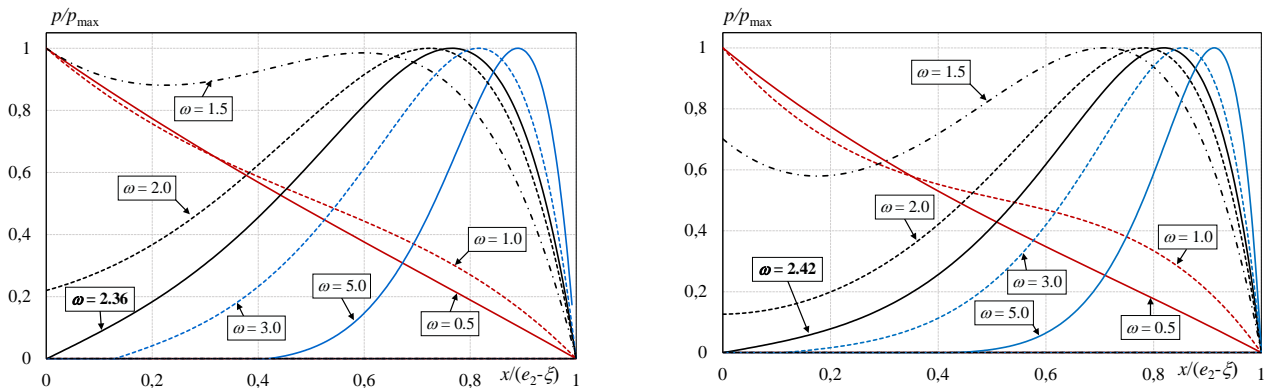 p/pmax
1
0,8
0,6
0,4
0,2
0
ω = 1.5
ω = 2.0
ω = 2.36
ω = 3.0
ω = 5.0
ω = 1.0
ω = 0.5
0
0,2
0,4
0,6
0,8
x/(e2-ξ)
1
p/pmax
1
0,8
0,6
0,4
0,2
0
ω = 1.5
ω = 2.0
ω = 2.42
ω = 1.0
ω = 3.0
ω = 5.0
ω = 0.5
0
0,2
0,4
0,6
0,8
x/(e2-ξ)
1